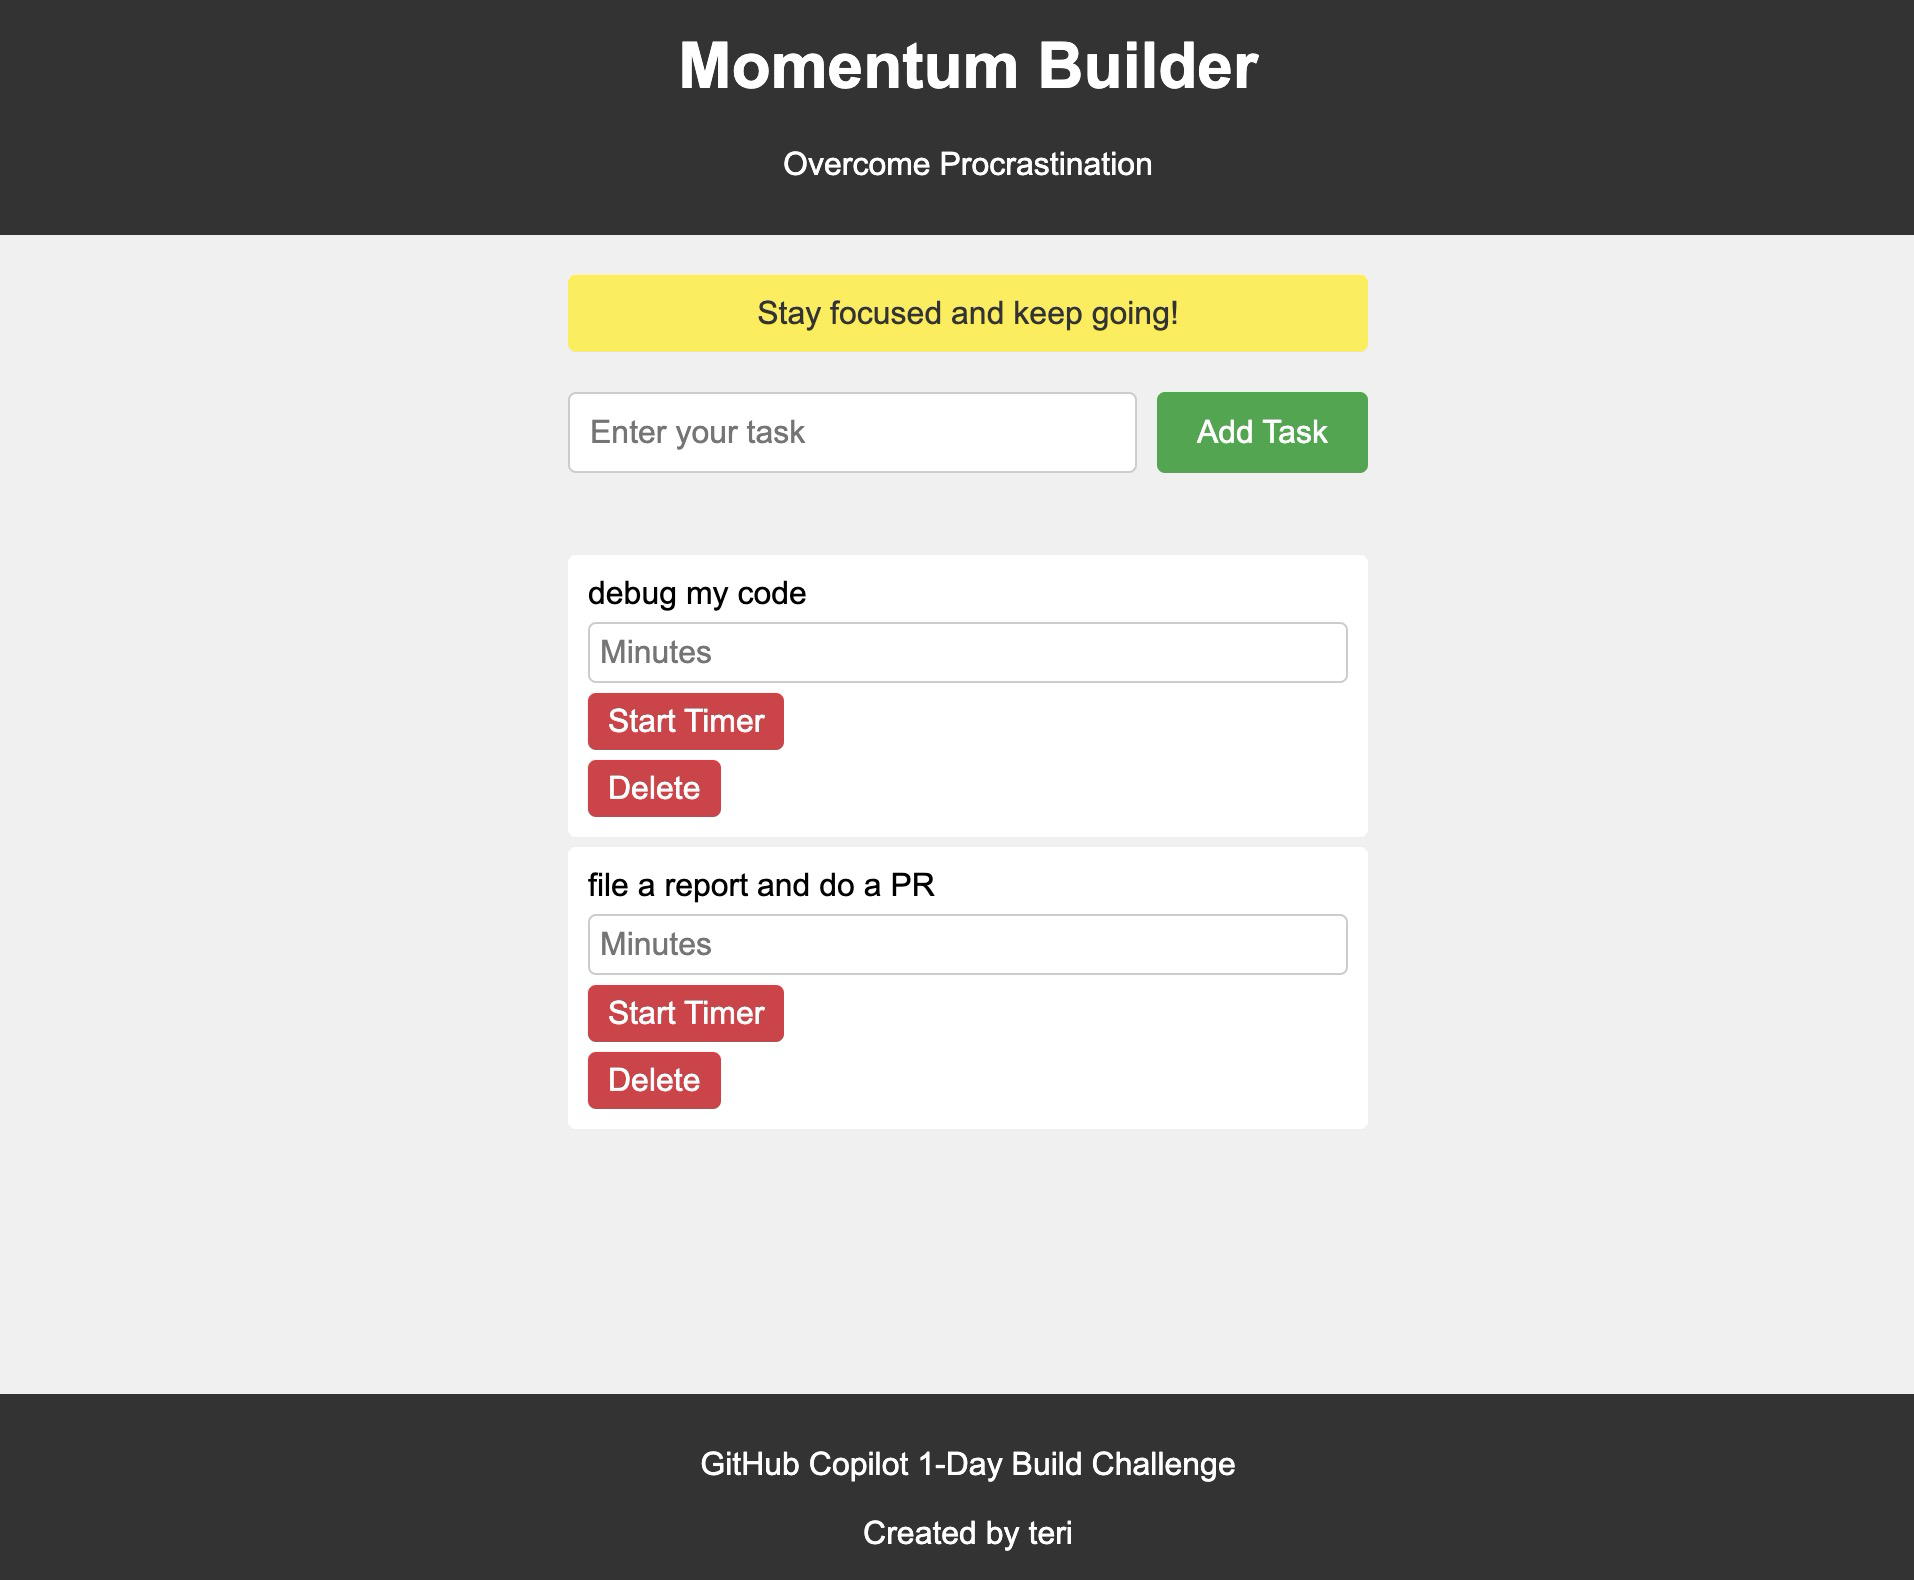 Momentum Builder
Overcome Procrastination
Stay focused and keep going!
Enter your task
Add Task
debug my code
Minutes
Start Timer
Delete
file a report and do a PR
Minutes
Start Timer
Delete
GitHub Copilot 1-Day Build Challenge
Created by teri